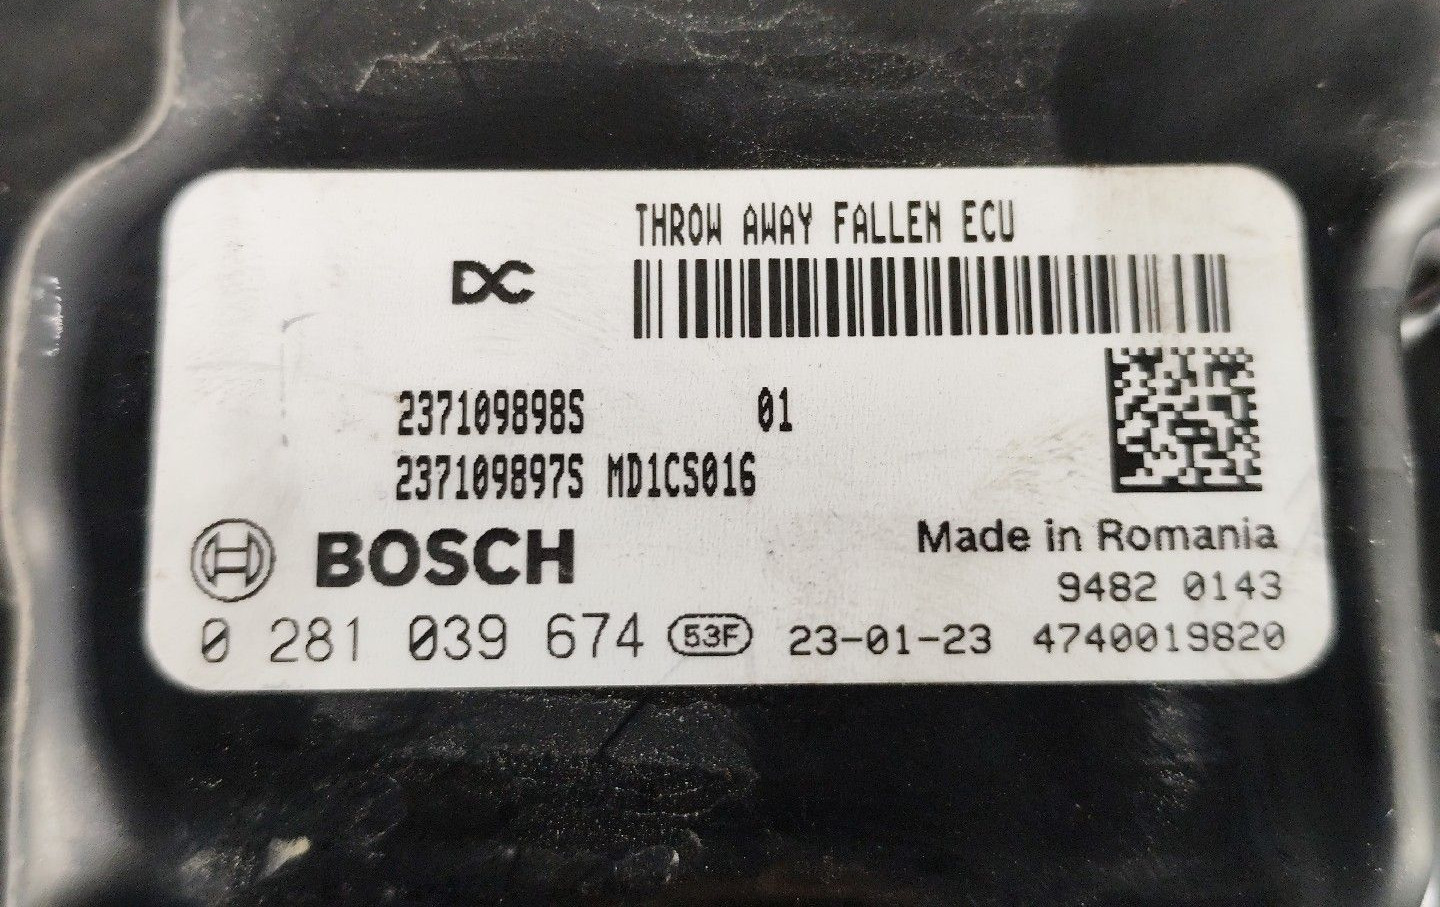 THROW AWAY FALLEN ECU
DC
237109898S 01
237109897S MD1CS016
BOSCH
Made in Romania
9482 0143
0 281 039 674 53F 23-01-23 4740019820